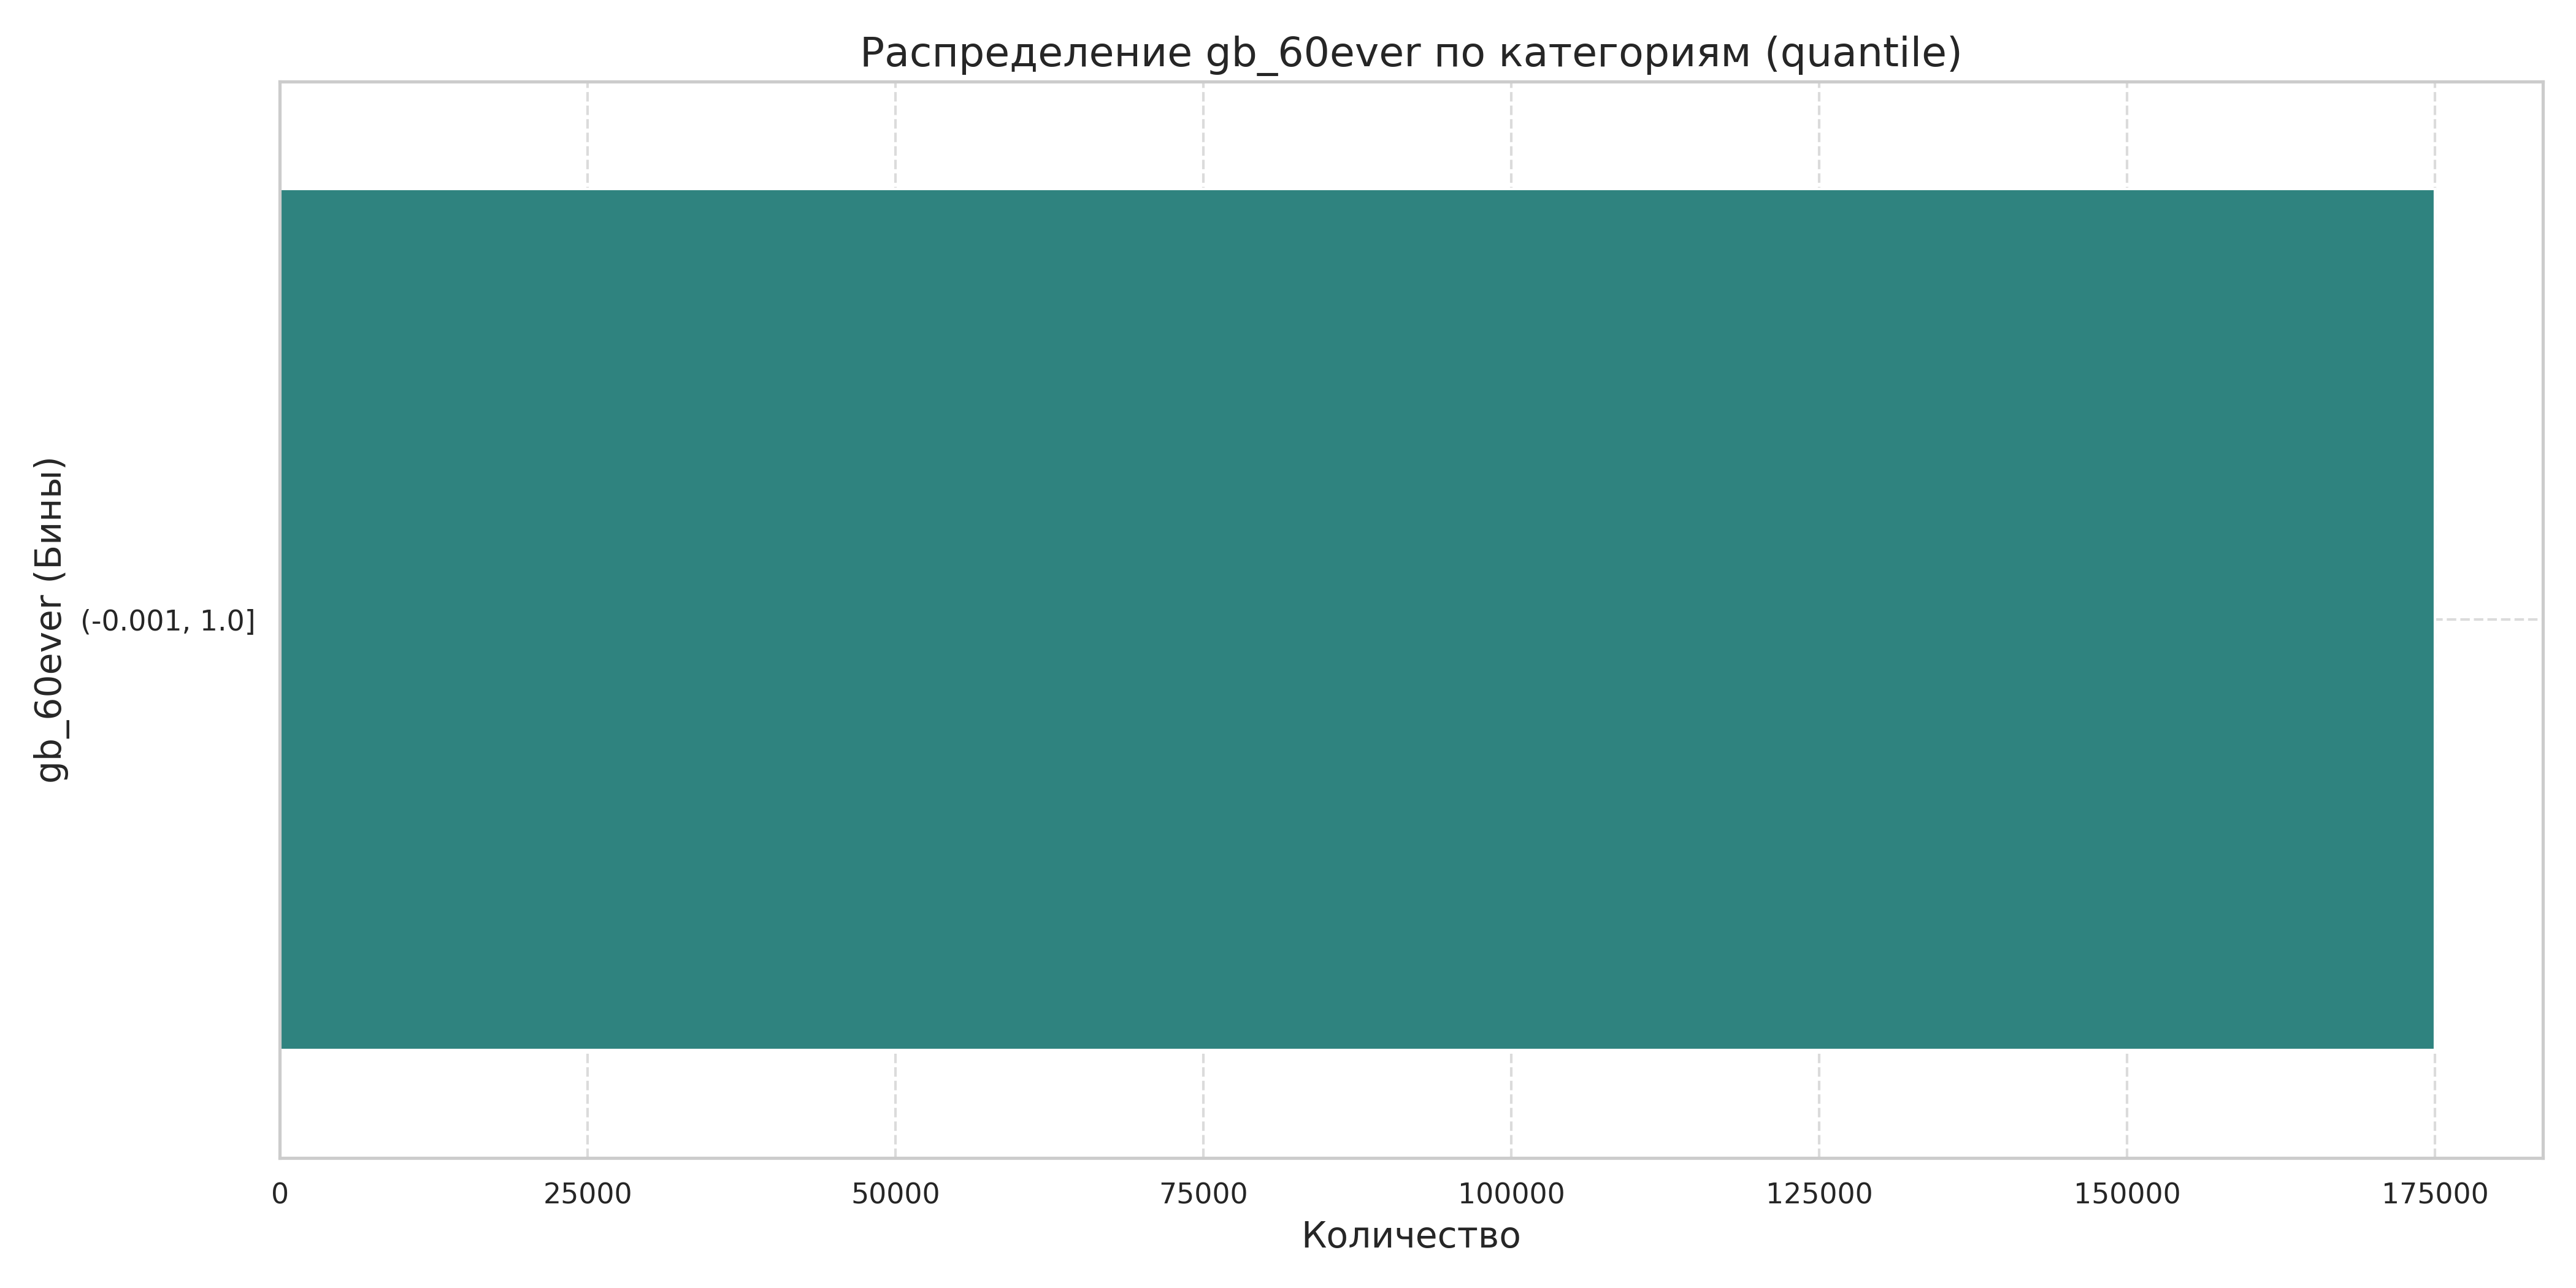 Распределение gb_60ever по категориям (quantile)
gb_60ever (Бины)
(-0.001, 1.0]
0 25000 50000 75000 100000 125000 150000 175000
Количество